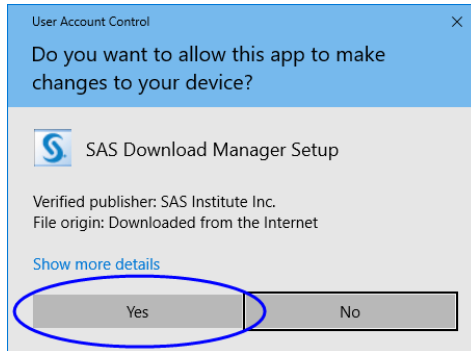 User Account Control
Do you want to allow this app to make
changes to your device?
S.
SAS Download Manager Setup
Verified publisher: SAS Institute Inc.
File origin: Downloaded from the Internet
Show more details
Yes
No